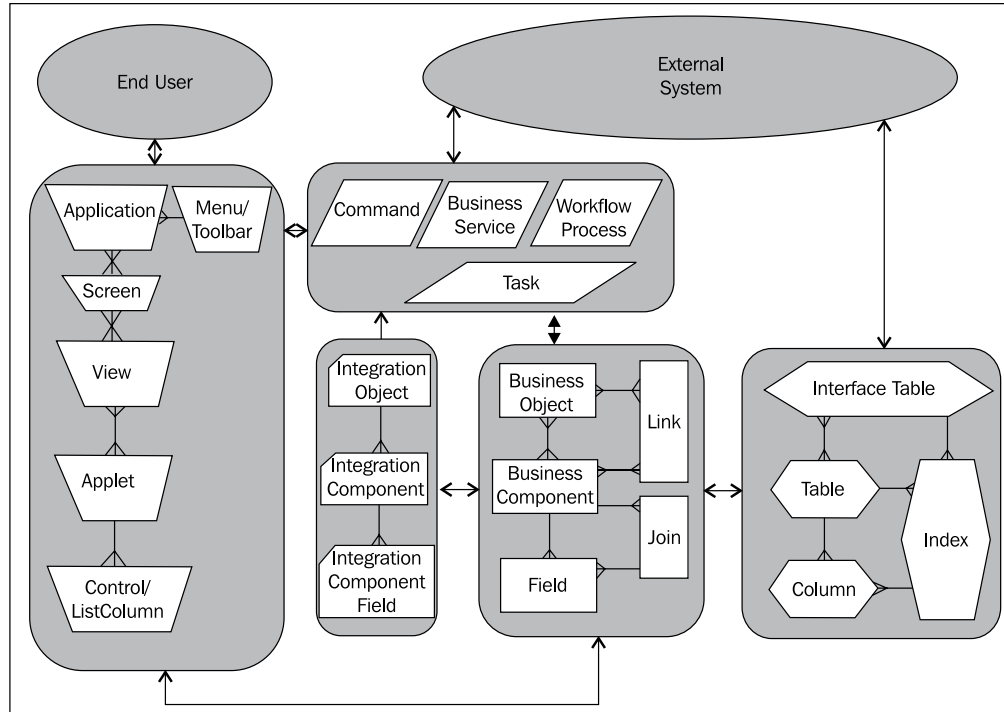 End User
External
System
Application
Menu/
Toolbar
Screen
View
Applet
Control/
ListColumn
Command
Business
Service
Workflow
Process
Task
Integration
Object
Integration
Component
Integration
Component
Field
Business
Object
Link
Business
Component
Join
Field
Interface Table
Table
Index
Column